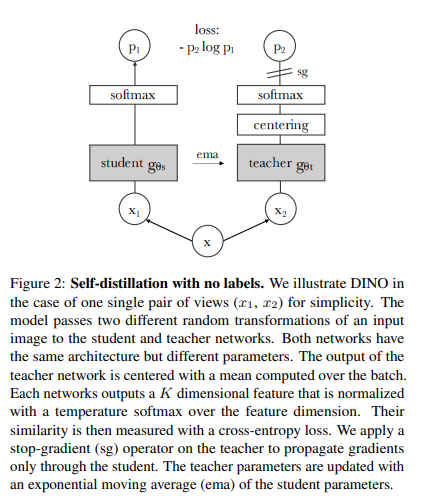 loss:
- p₂ log p₁
p₁
p₂
sg
softmax
softmax
centering
student gθs
ema
teacher gθt
x₁
x₂
x
Figure 2: Self-distillation with no labels. We illustrate DINO in
the case of one single pair of views (x₁, x₂) for simplicity. The
model passes two different random transformations of an input
image to the student and teacher networks. Both networks have
the same architecture but different parameters. The output of the
teacher network is centered with a mean computed over the batch.
Each networks outputs a K dimensional feature that is normalized
with a temperature softmax over the feature dimension. Their
similarity is then measured with a cross-entropy loss. We apply a
stop-gradient (sg) operator on the teacher to propagate gradients
only through the student. The teacher parameters are updated with
an exponential moving average (ema) of the student parameters.